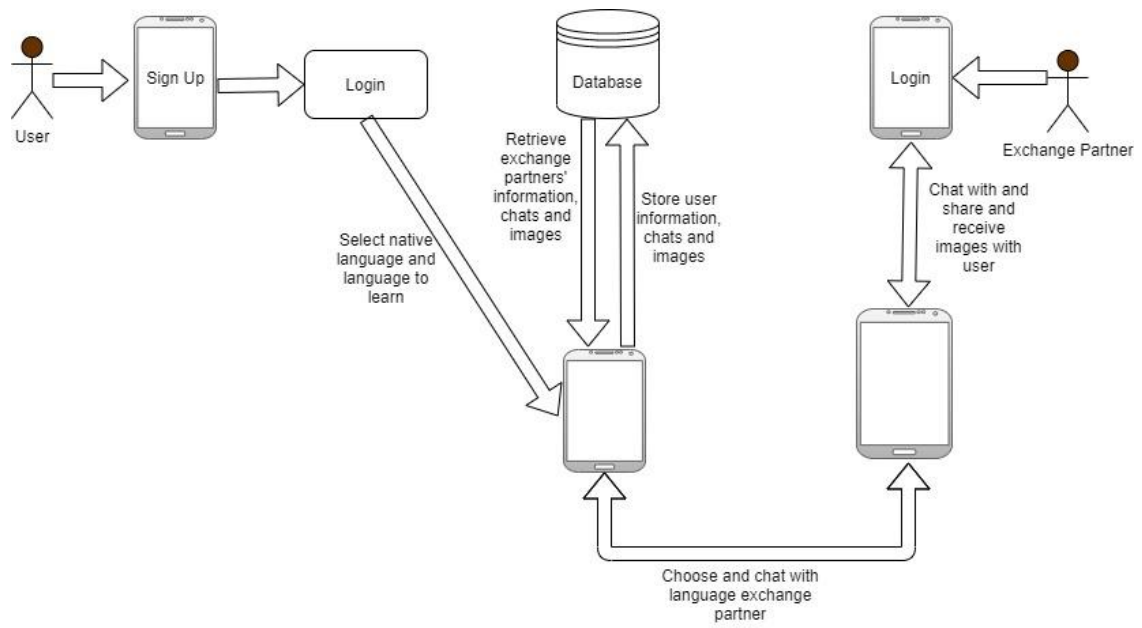 User
Sign Up
Login
Database
Login
Exchange Partner
Retrieve
exchange
partners'
information,
chats and
images
Store user
information,
chats and
images
Select native
language and
language to
learn
Chat with and
share and
receive
images with
user
Choose and chat with
language exchange
partner